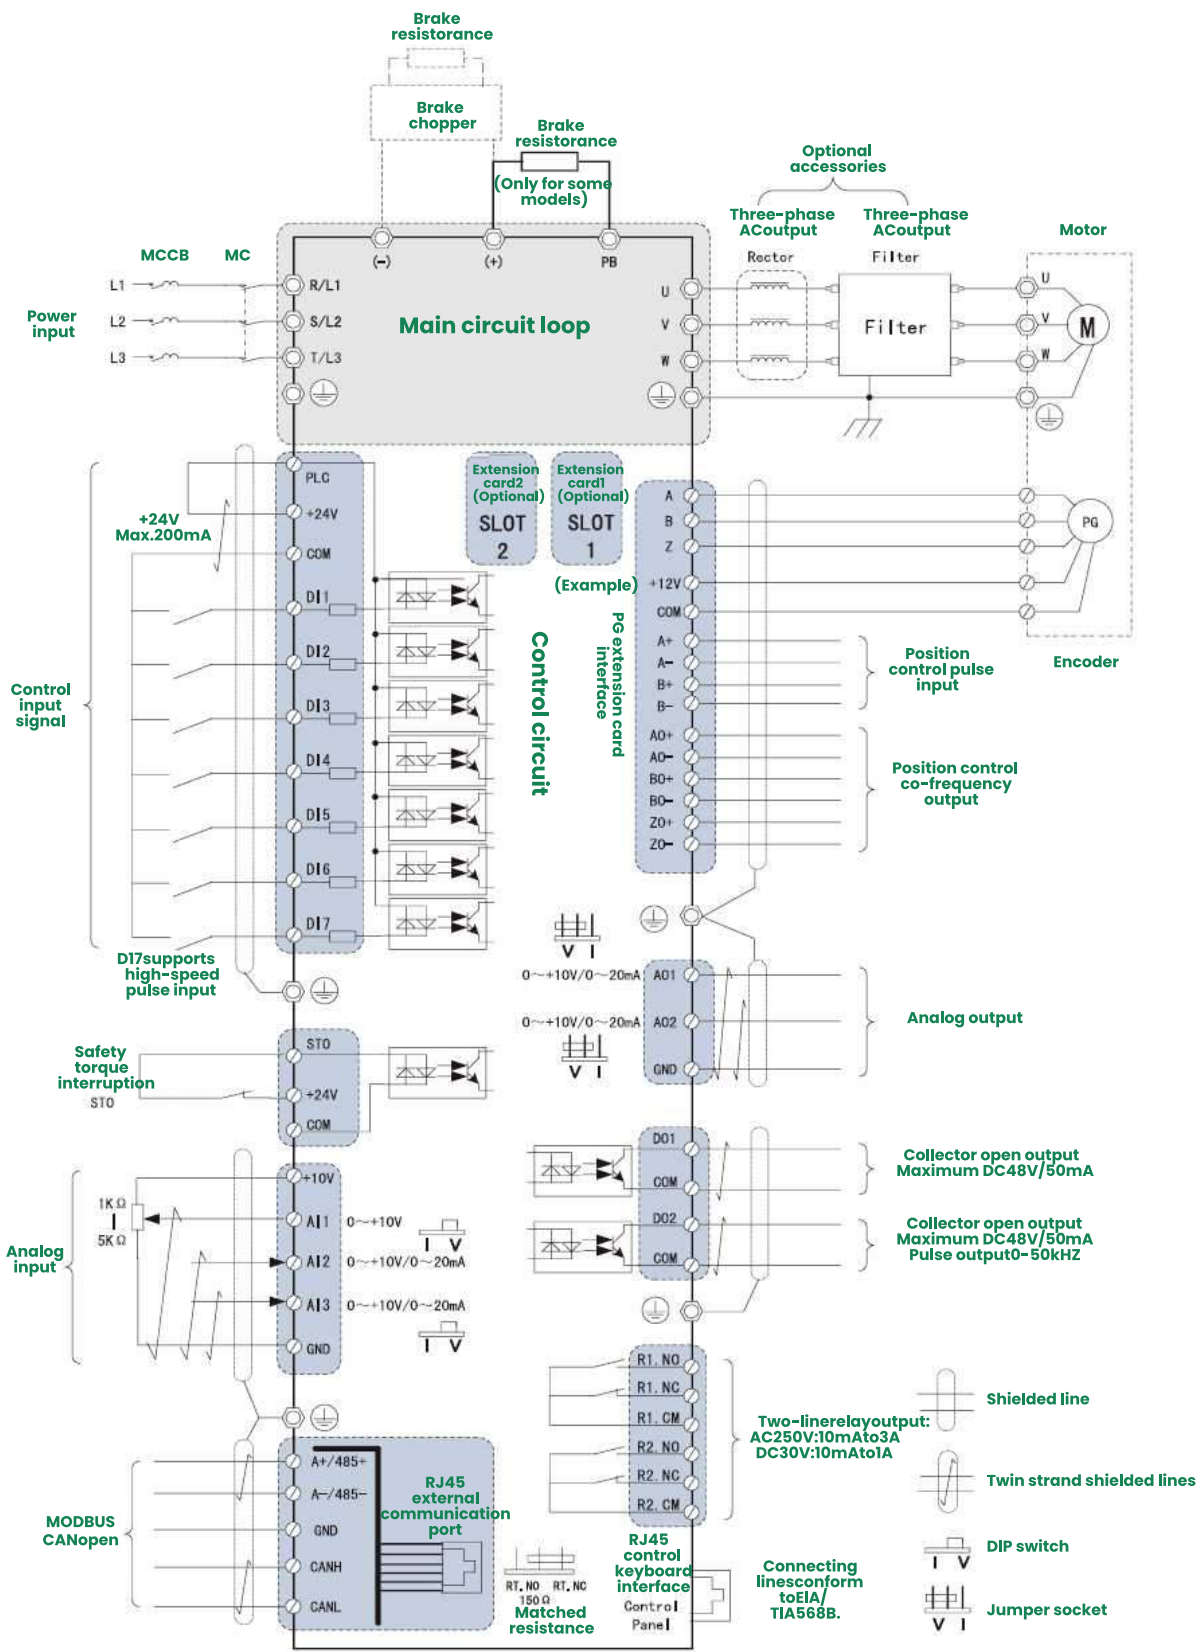 Brake
resistorance
Brake
chopper
Brake
resistorance
(Only for some
models)
Optional
accessories
Three-phase
ACoutput
Three-phase
ACoutput
Motor
Rector
Filter
MCCB
MC
(-)
(+)
PB
L1
R/L1
U
U
Power
input
L2
S/L2
Main circuit loop
V
Filter
V
M
L3
T/L3
W
W
PLC
+24V
Max.200mA
+24V
COM
Extension
card2
(Optional)
SLOT
2
Extension
card1
(Optional)
SLOT
1
(Example)
A
B
Z
+12V
COM
PG
Encoder
Control
input
signal
DI1
DI2
DI3
DI4
DI5
DI6
DI7
D17supports
high-speed
pulse input
Control circuit
PG extension card
interface
A+
A-
B+
B-
Position
control pulse
input
AO+
AO-
BO+
BO-
ZO+
ZO-
Position control
co-frequency
output
V I
0~+10V/0~20mA
AO1
0~+10V/0~20mA
AO2
V I
GND
Analog output
Safety
torque
interruption
STO
STO
+24V
COM
DO1
COM
Collector open output
Maximum DC48V/50mA
DO2
COM
Collector open output
Maximum DC48V/50mA
Pulse output0-50kHZ
Analog
input
1KΩ
I
5KΩ
+10V
AI1
0~+10V
I V
AI2
0~+10V/0~20mA
AI3
0~+10V/0~20mA
I V
GND
R1. NO
R1. NC
R1. CM
R2. NO
R2. NC
R2. CM
Two-linerelayoutput:
AC250V:10mAto3A
DC30V:10mAto1A
MODBUS
CANopen
A+/485+
A-/485-
GND
CANH
CANL
RJ45
external
communication
port
RT. NO
RT. NC
150Ω
Matched
resistance
RJ45
control
keyboard
interface
Control
Panel
Connecting
linesconform
toEIA/
TIA568B.
Shielded line
Twin strand shielded lines
I V
DIP switch
V I
Jumper socket